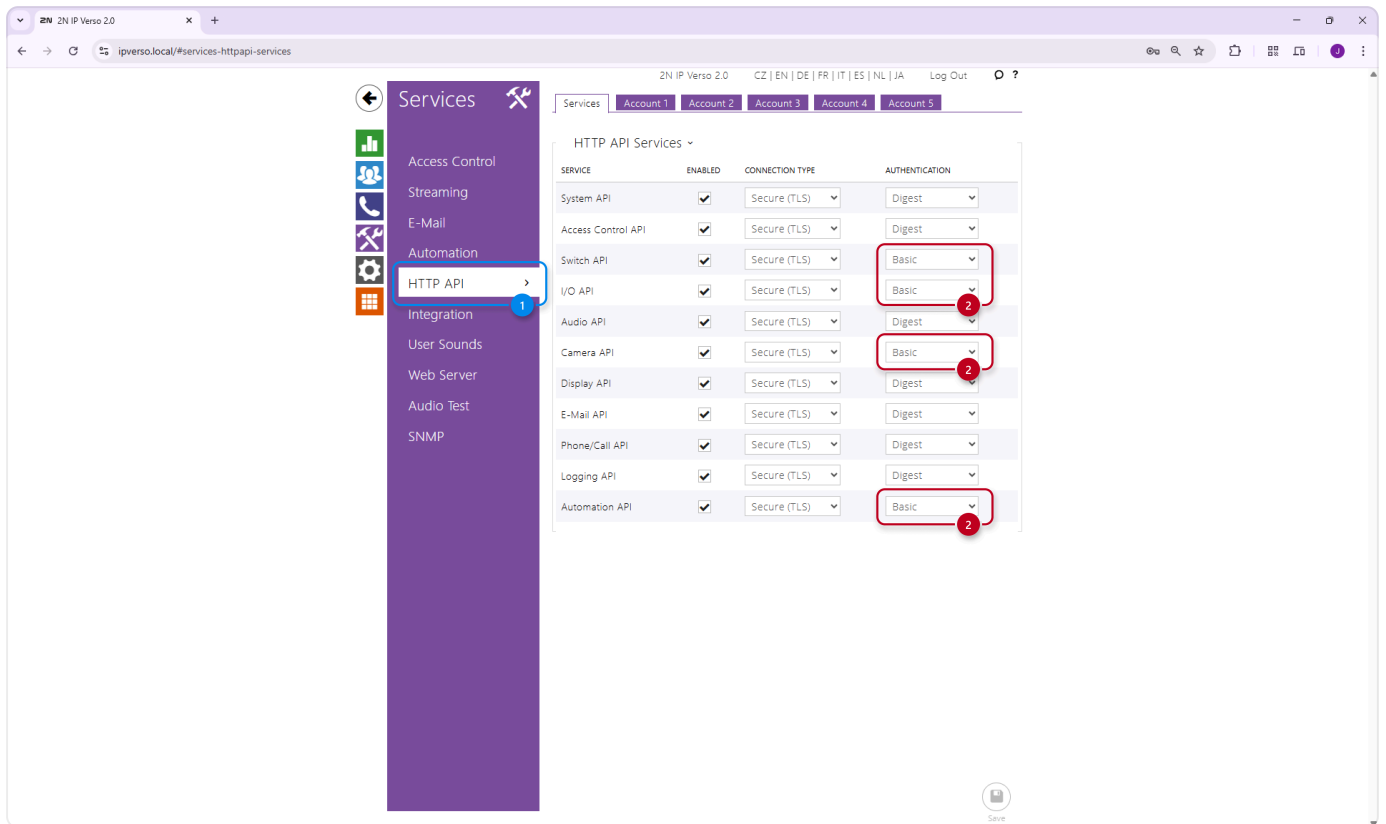 2N 2N IP Verso 2.0
ipverso.local/#services-httpapi-services
J
2N IP Verso 2.0 CZ | EN | DE | FR | IT | ES | NL | JA Log Out ?
Services
Access Control
Streaming
E-Mail
Automation
HTTP API
1
Integration
User Sounds
Web Server
Audio Test
SNMP
Services Account 1 Account 2 Account 3 Account 4 Account 5
HTTP API Services
SERVICE ENABLED CONNECTION TYPE AUTHENTICATION
System API Secure (TLS) Digest
Access Control API Secure (TLS) Digest
Switch API Secure (TLS) Basic
I/O API Secure (TLS) Basic
2
Audio API Secure (TLS) Digest
Camera API Secure (TLS) Basic
2
Display API Secure (TLS) Digest
E-Mail API Secure (TLS) Digest
Phone/Call API Secure (TLS) Digest
Logging API Secure (TLS) Digest
Automation API Secure (TLS) Basic
2
Save